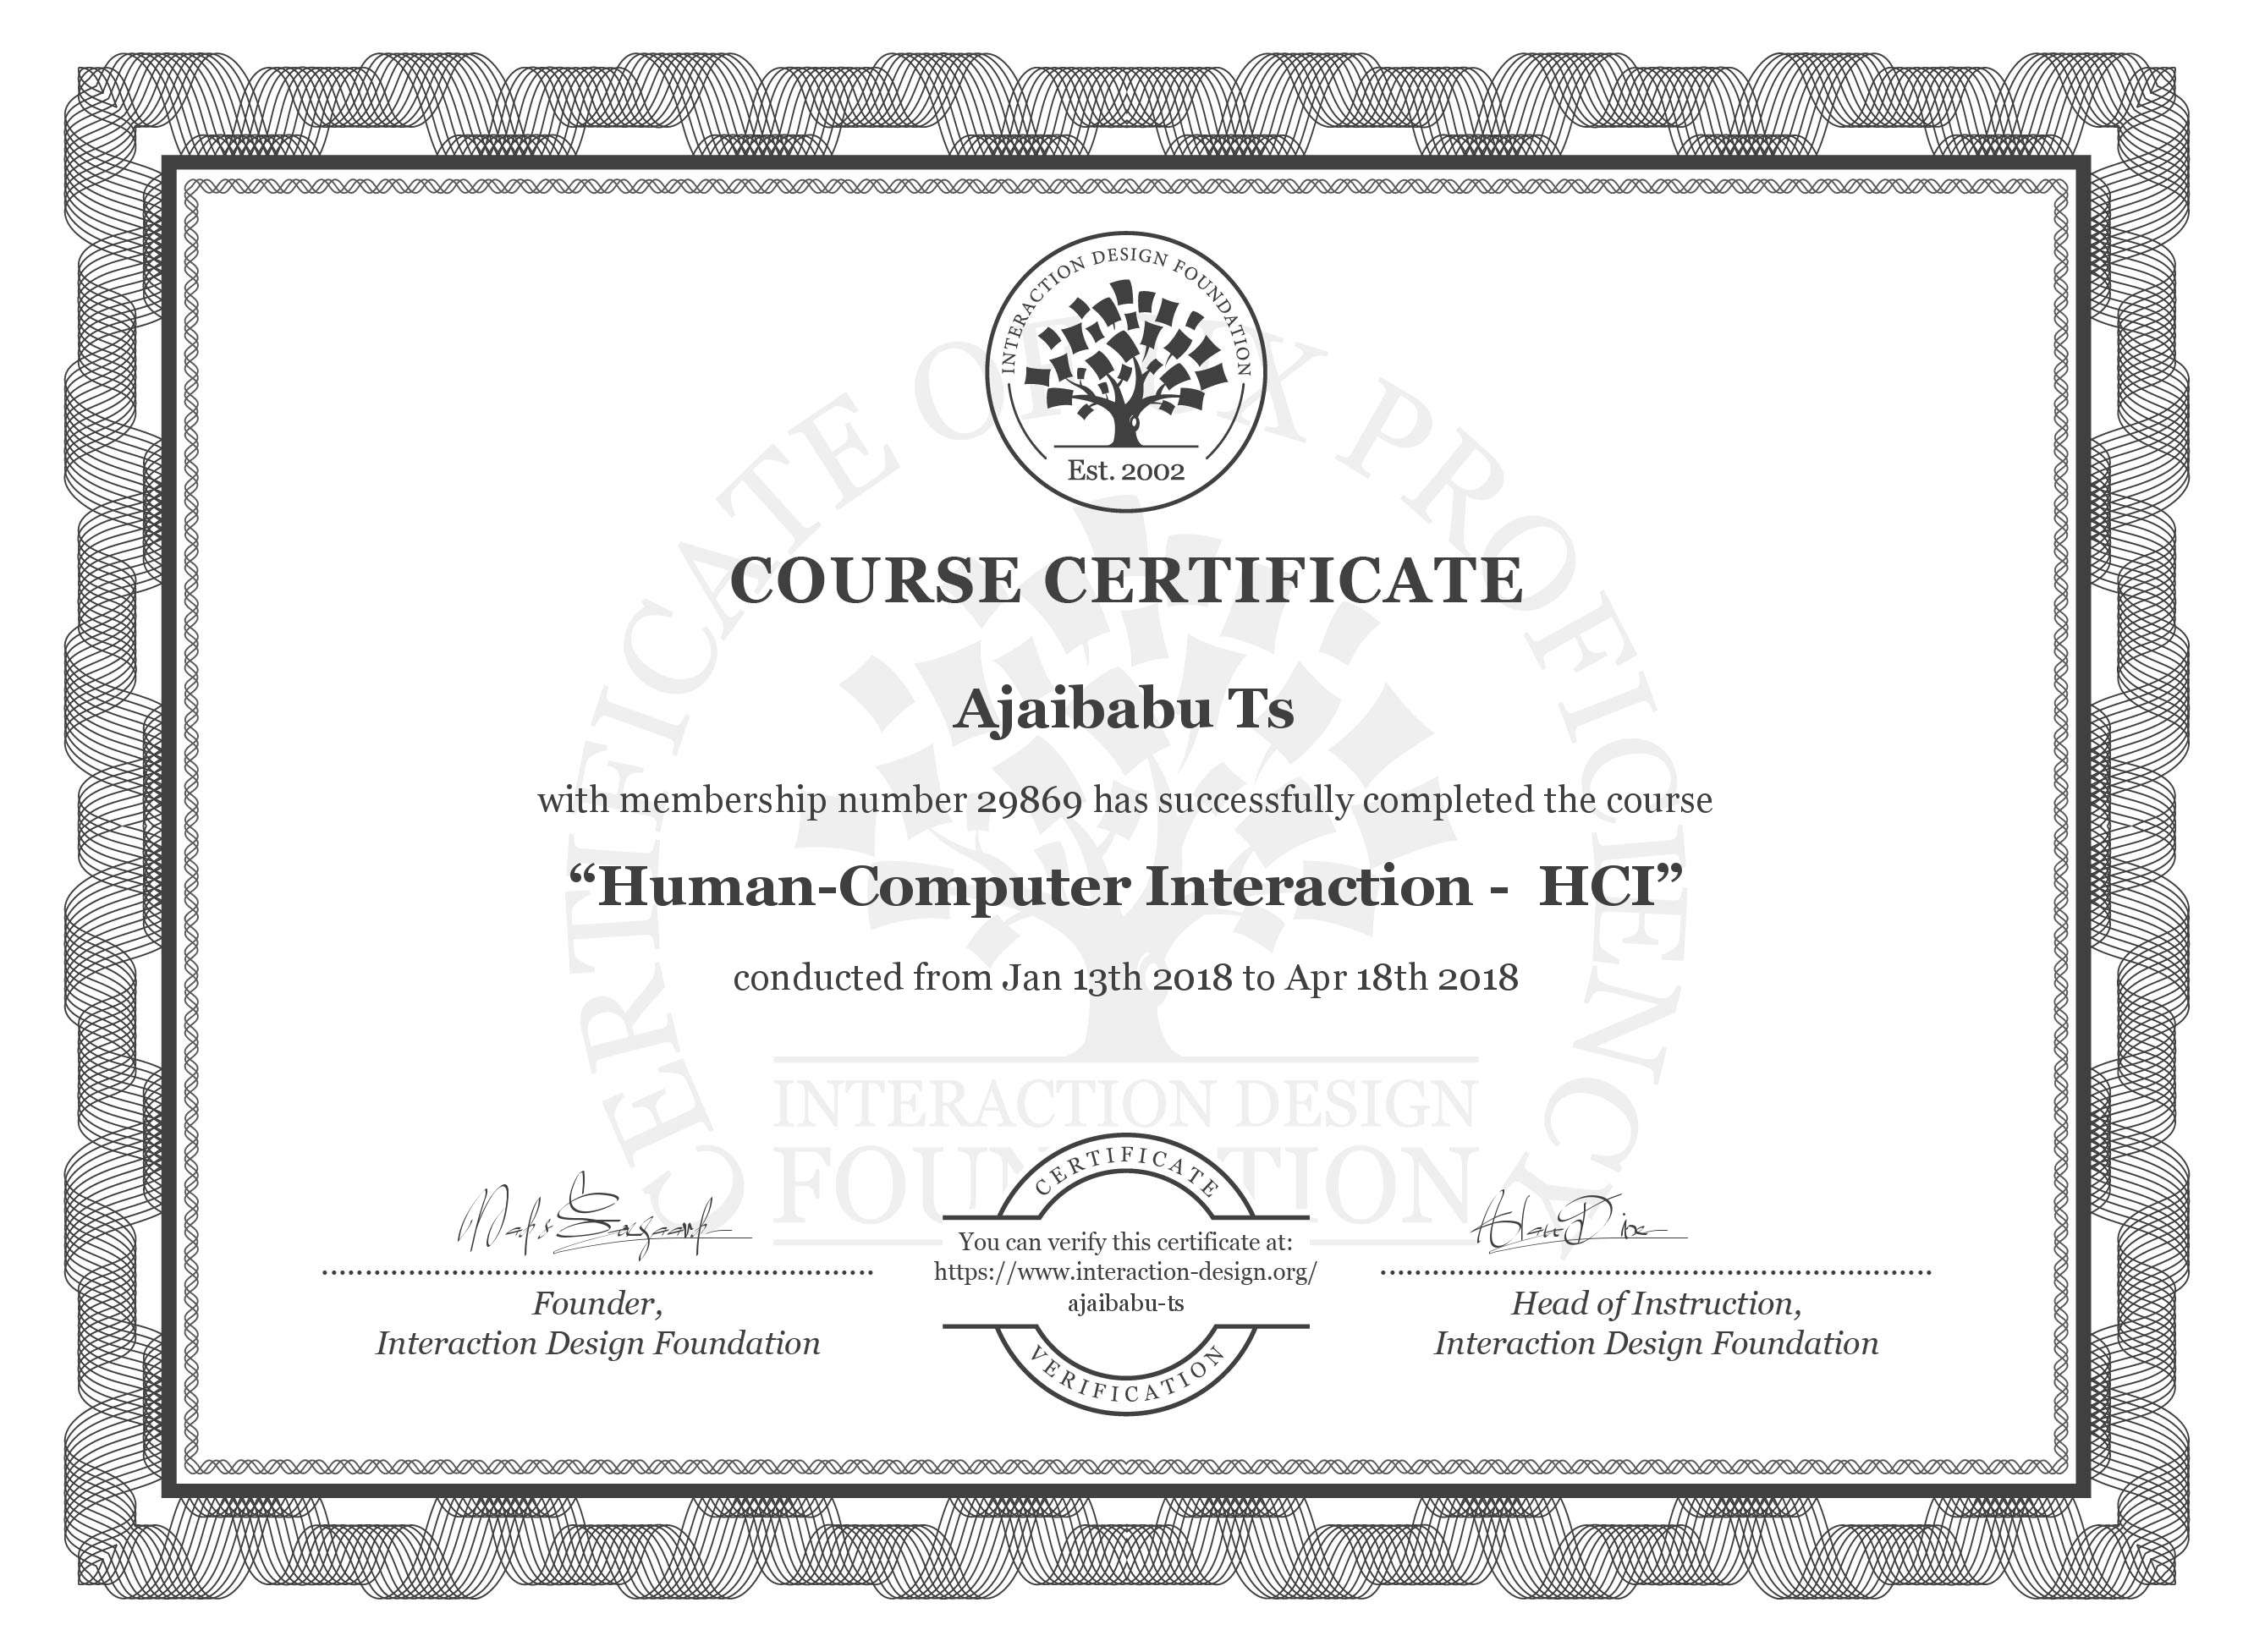 INTERACTION DESIGN FOUNDATION
Est. 2002
CERTIFICATE OF UX PROFICIENCY
COURSE CERTIFICATE
Ajaibabu Ts
with membership number 29869 has successfully completed the course
“Human-Computer Interaction -  HCI”
conducted from Jan 13th 2018 to Apr 18th 2018
INTERACTION DESIGN
FOUNDATION
Founder,
Interaction Design Foundation
CERTIFICATE
You can verify this certificate at:
https://www.interaction-design.org/
ajaibabu-ts
VERIFICATION
Alan Dix
Head of Instruction,
Interaction Design Foundation